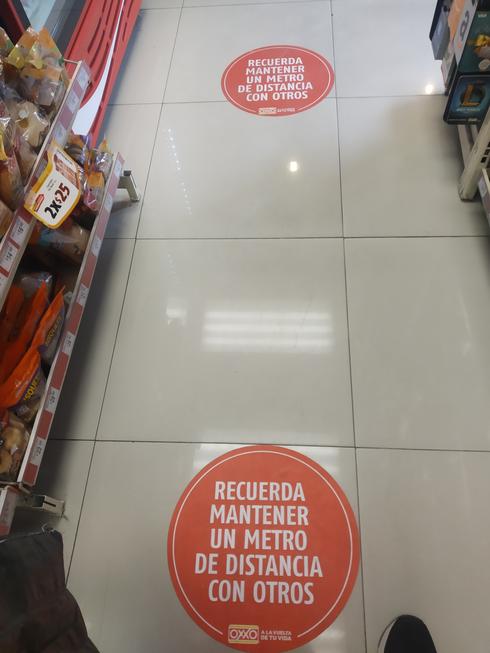 RECUERDA
MANTENER
UN METRO
DE DISTANCIA
CON OTROS
OXXO
2X$25
RECUERDA
MANTENER
UN METRO
DE DISTANCIA
CON OTROS
OXXO A LA VUELTA
DE TU VIDA